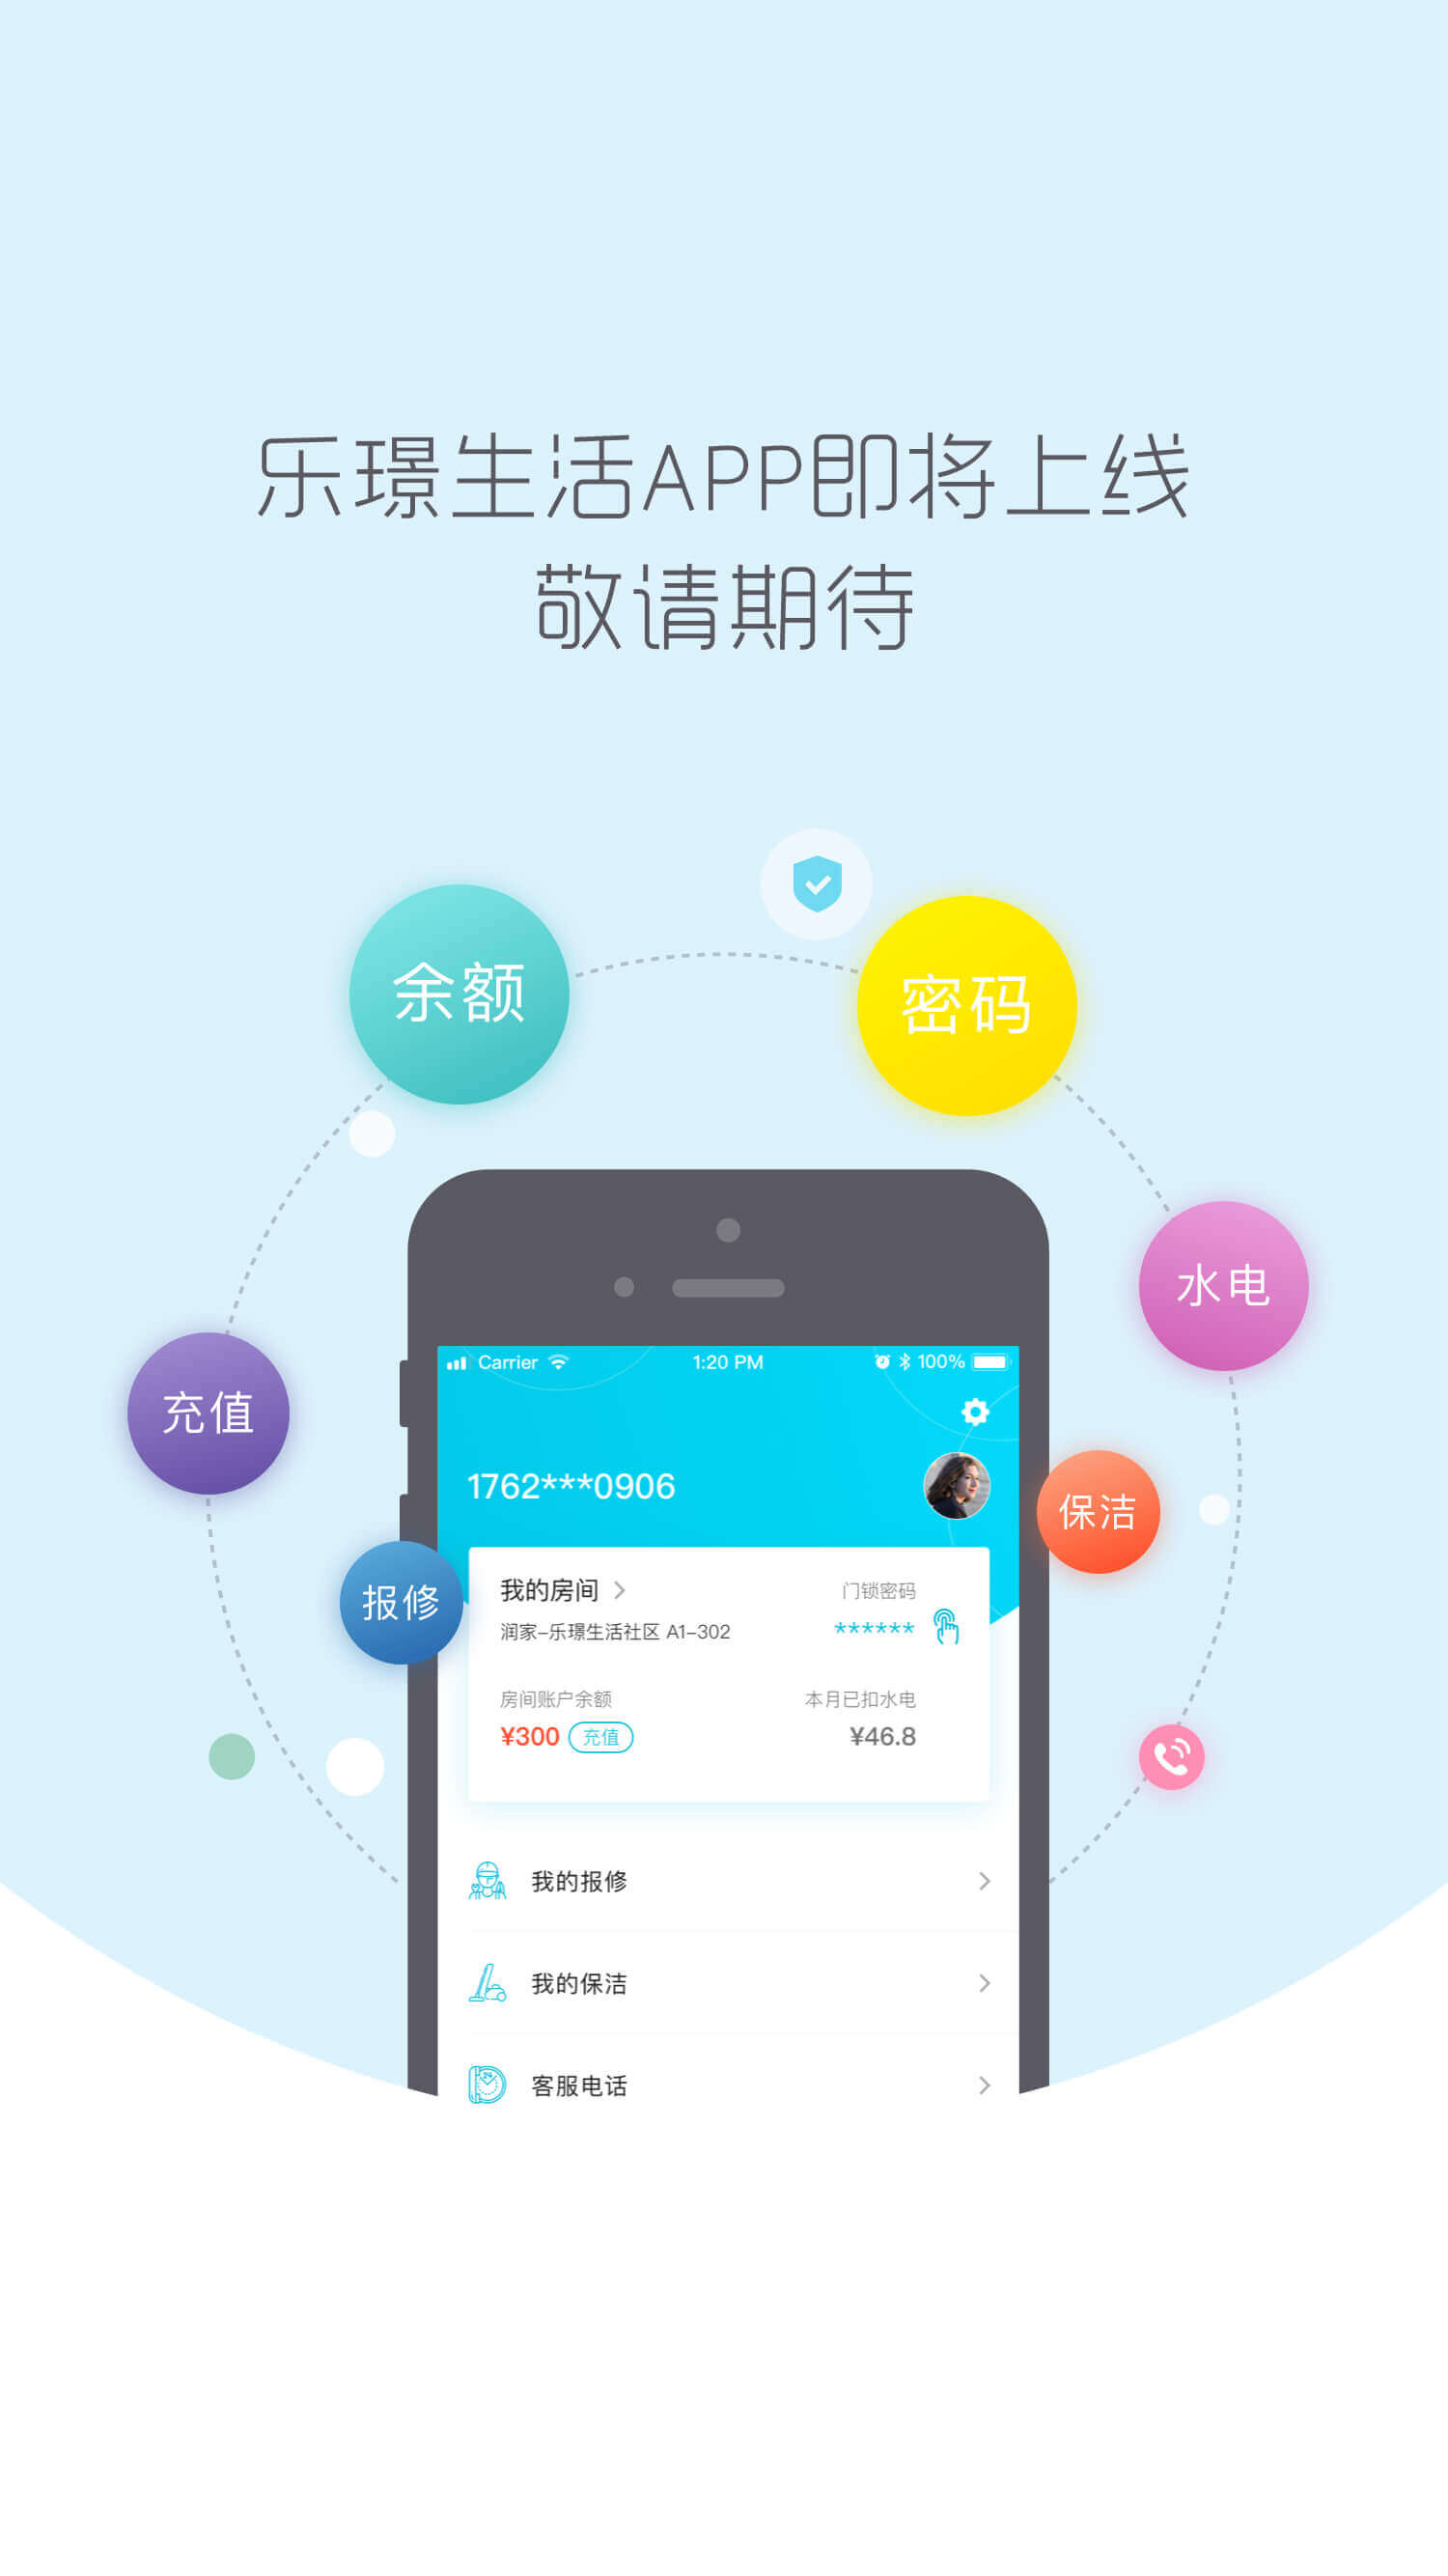 乐璟生活APP即将上线
敬请期待
余额
密码
水电
充值
保洁
报修
Carrier 1:20 PM 100%
1762***0906
我的房间 门锁密码
润家-乐璟生活社区 A1-302 ******
房间账户余额 本月已扣水电
¥300 充值 ¥46.8
我的报修
我的保洁
24
客服电话